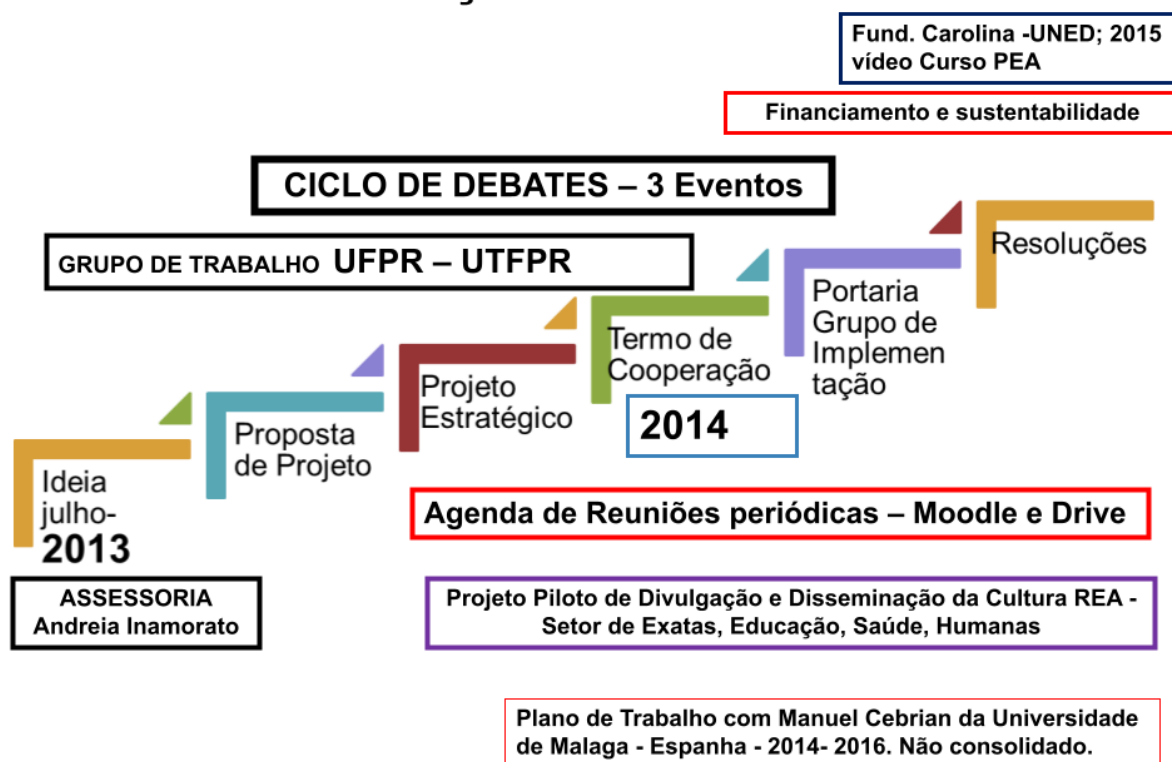 Fund. Carolina -UNED; 2015
vídeo Curso PEA
Financiamento e sustentabilidade
CICLO DE DEBATES – 3 Eventos
GRUPO DE TRABALHO UFPR – UTFPR
Resoluções
Portaria
Grupo de
Implemen
tação
Termo de
Cooperação
2014
Projeto
Estratégico
Proposta
de Projeto
Ideia
julho-
2013
Agenda de Reuniões periódicas – Moodle e Drive
ASSESSORIA
Andreia Inamorato
Projeto Piloto de Divulgação e Disseminação da Cultura REA -
Setor de Exatas, Educação, Saúde, Humanas
Plano de Trabalho com Manuel Cebrian da Universidade
de Malaga - Espanha - 2014- 2016. Não consolidado.